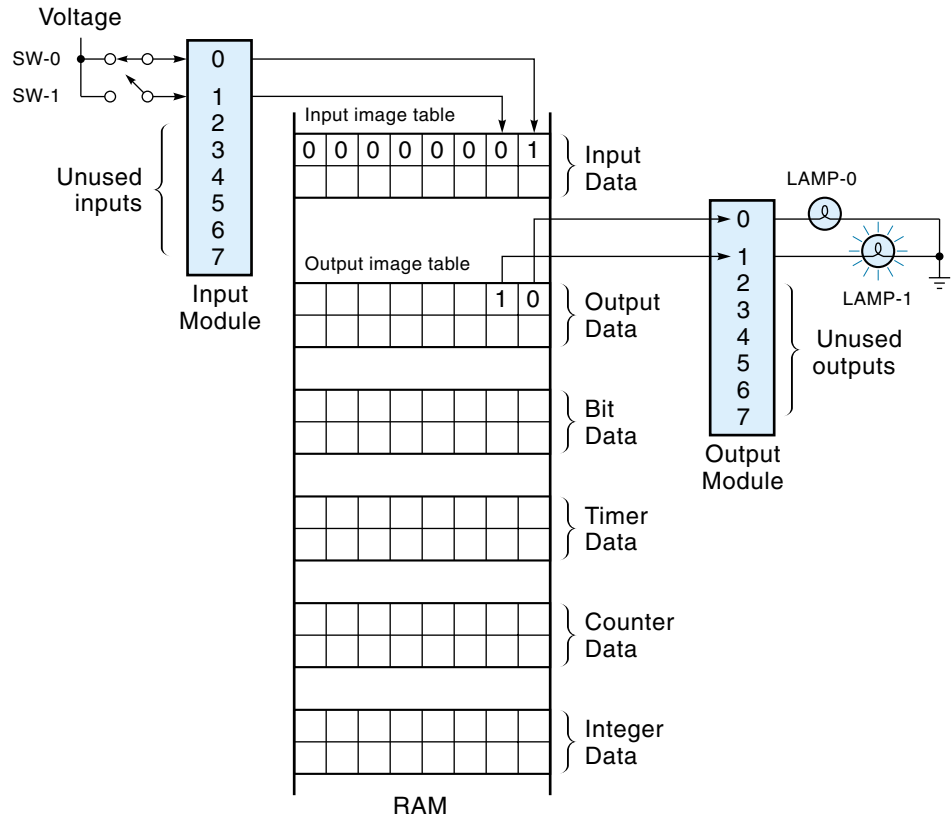 Voltage
SW-0
SW-1
0
1
2
3
4
5
6
7
Unused
inputs
Input
Module
Input image table
0 0 0 0 0 0 0 1
Input
Data
Output image table
1 0
Output
Data
Bit
Data
Timer
Data
Counter
Data
Integer
Data
RAM
0
1
2
3
4
5
6
7
Output
Module
LAMP-0
LAMP-1
Unused
outputs